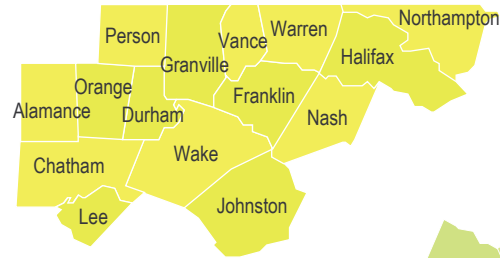 Northampton
Warren
Person
Vance
Halifax
Granville
Orange
Franklin
Alamance
Durham
Nash
Wake
Chatham
Johnston
Lee